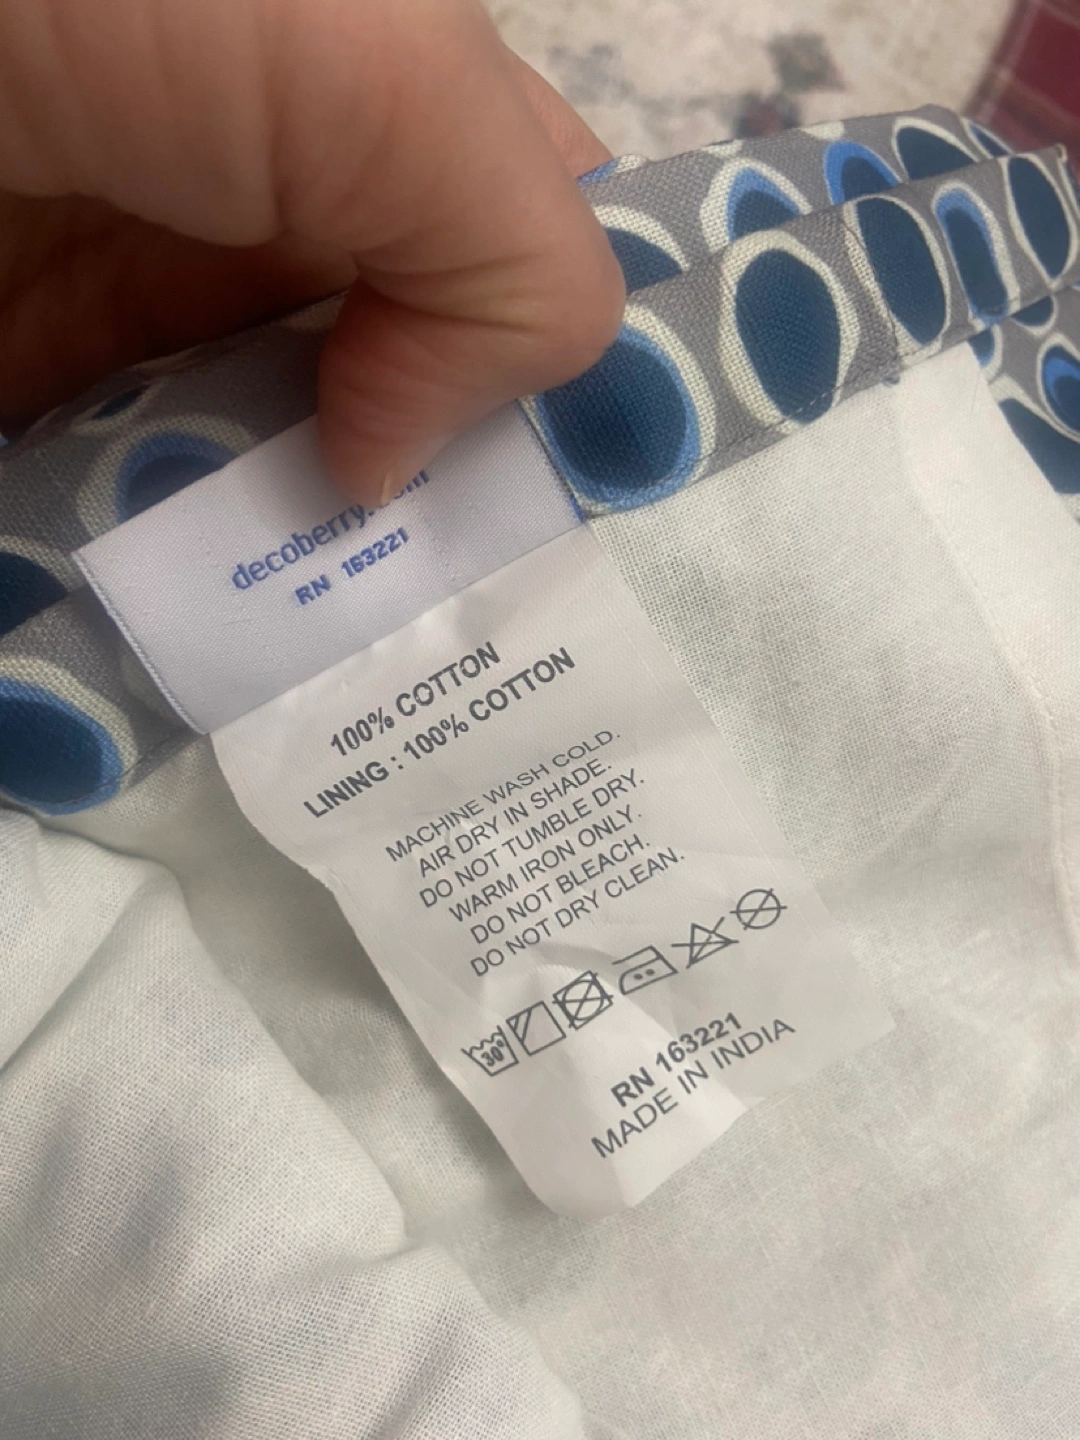 decoberry.com
RN 163221
100% COTTON
LINING : 100% COTTON
MACHINE WASH COLD.
AIR DRY IN SHADE.
DO NOT TUMBLE DRY.
WARM IRON ONLY.
DO NOT BLEACH.
DO NOT DRY CLEAN.
30°
RN 163221
MADE IN INDIA